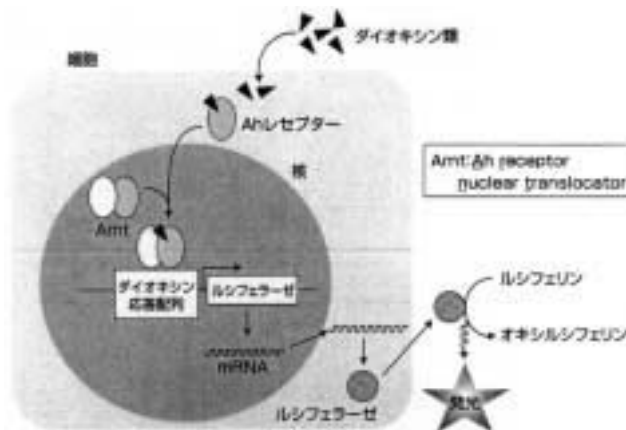 ダイオキシン類
細胞
Ahレセプター
核
Arnt:Ah receptor
nuclear translocator
Arnt
ダイオキシン
応答配列
ルシフェラーゼ
ルシフェリン
オキシルシフェリン
mRNA
ルシフェラーゼ
発光